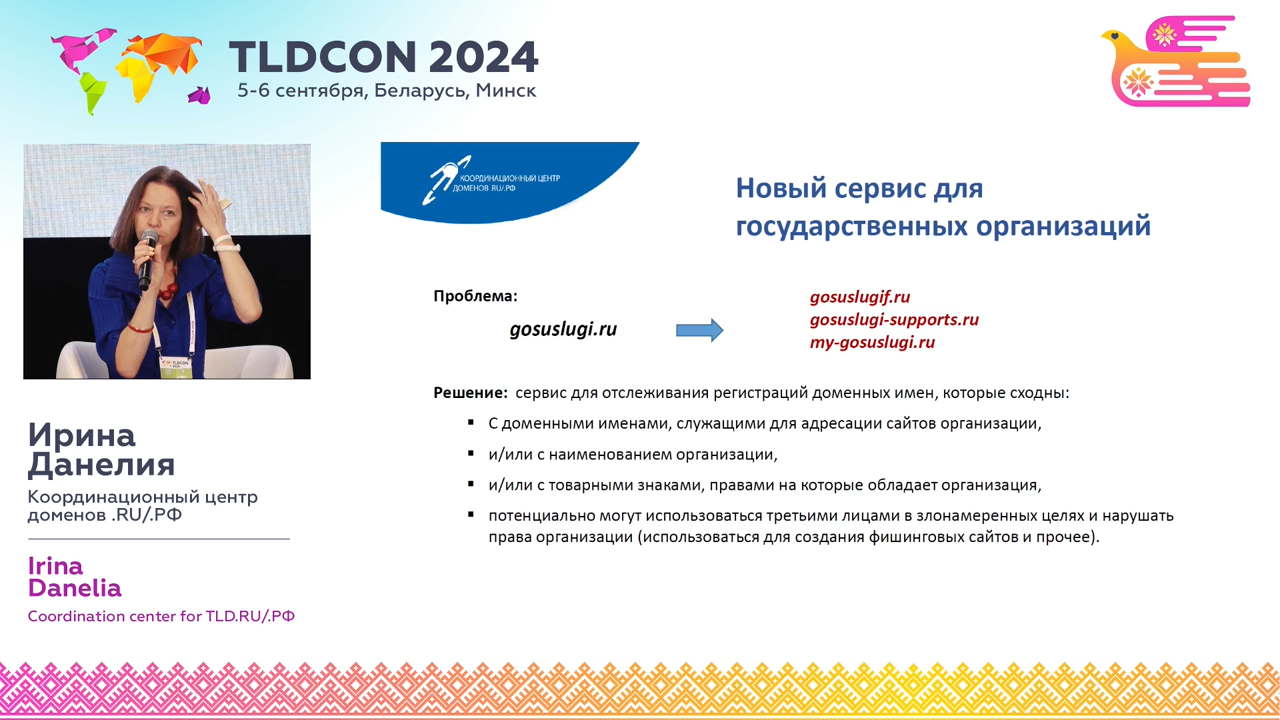 TLDCON 2024
5-6 сентября, Беларусь, Минск
КООРДИНАЦИОННЫЙ ЦЕНТР
ДОМЕНОВ .RU/.РФ
Новый сервис для
государственных организаций
Проблема:
gosuslugi.ru
gosuslugif.ru
gosuslugi-supports.ru
my-gosuslugi.ru
Решение: сервис для отслеживания регистраций доменных имен, которые сходны:
▪ С доменными именами, служащими для адресации сайтов организации,
▪ и/или с наименованием организации,
▪ и/или с товарными знаками, правами на которые обладает организация,
▪ потенциально могут использоваться третьими лицами в злонамеренных целях и нарушать
права организации (использоваться для создания фишинговых сайтов и прочее).
TLDCON
Ирина
Данелия
Координационный центр
доменов .RU/.РФ
Irina
Danelia
Coordination center for TLD.RU/.РФ